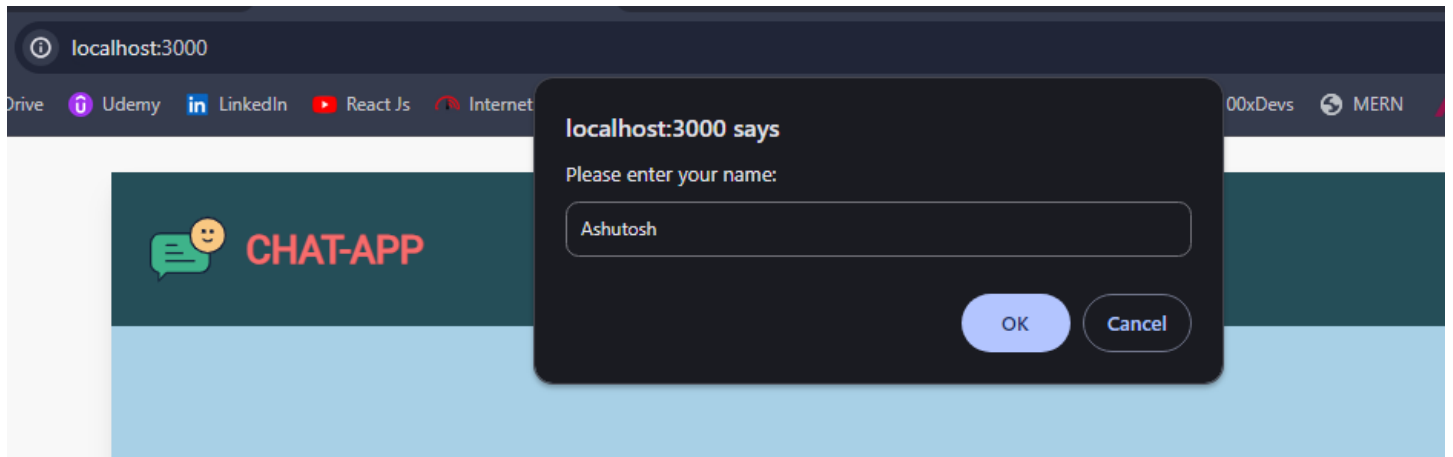 localhost:3000
Drive Udemy in LinkedIn React Js Internet 00xDevs MERN
localhost:3000 says
Please enter your name:
Ashutosh
CHAT-APP
OK Cancel